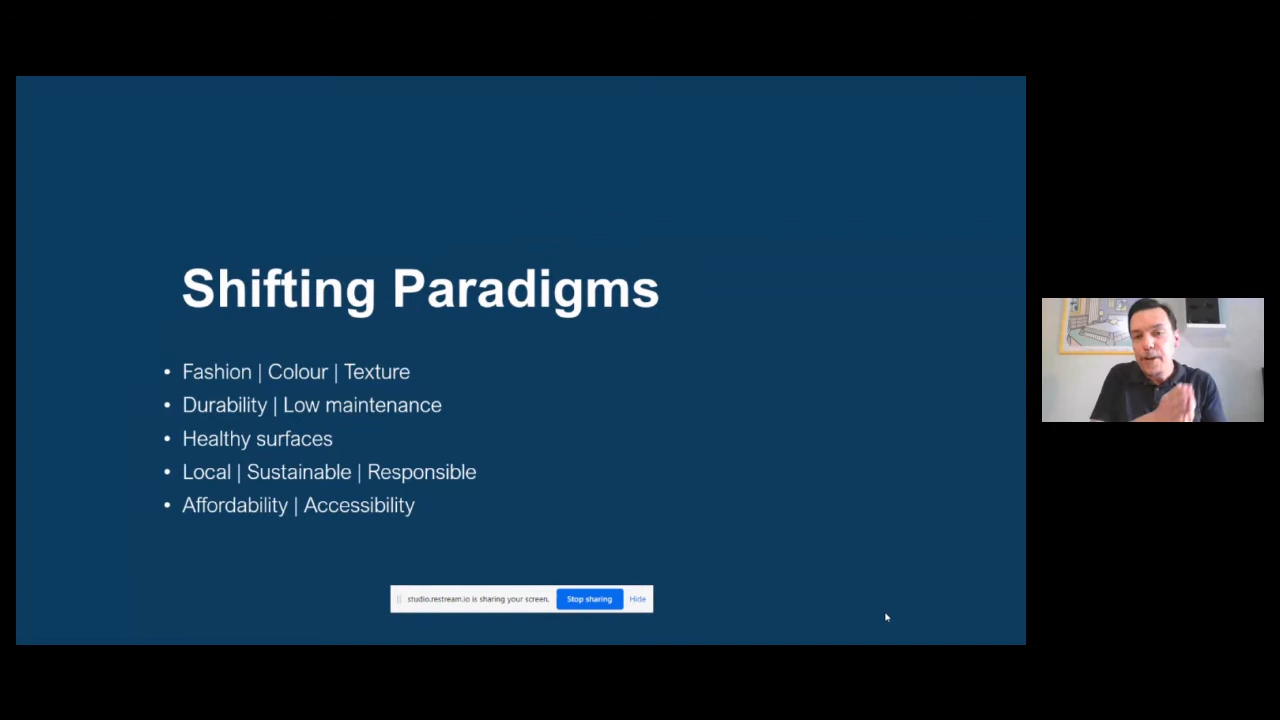 Shifting Paradigms
• Fashion | Colour | Texture
• Durability | Low maintenance
• Healthy surfaces
• Local | Sustainable | Responsible
• Affordability | Accessibility
studio.restream.io is sharing your screen. Stop sharing Hide